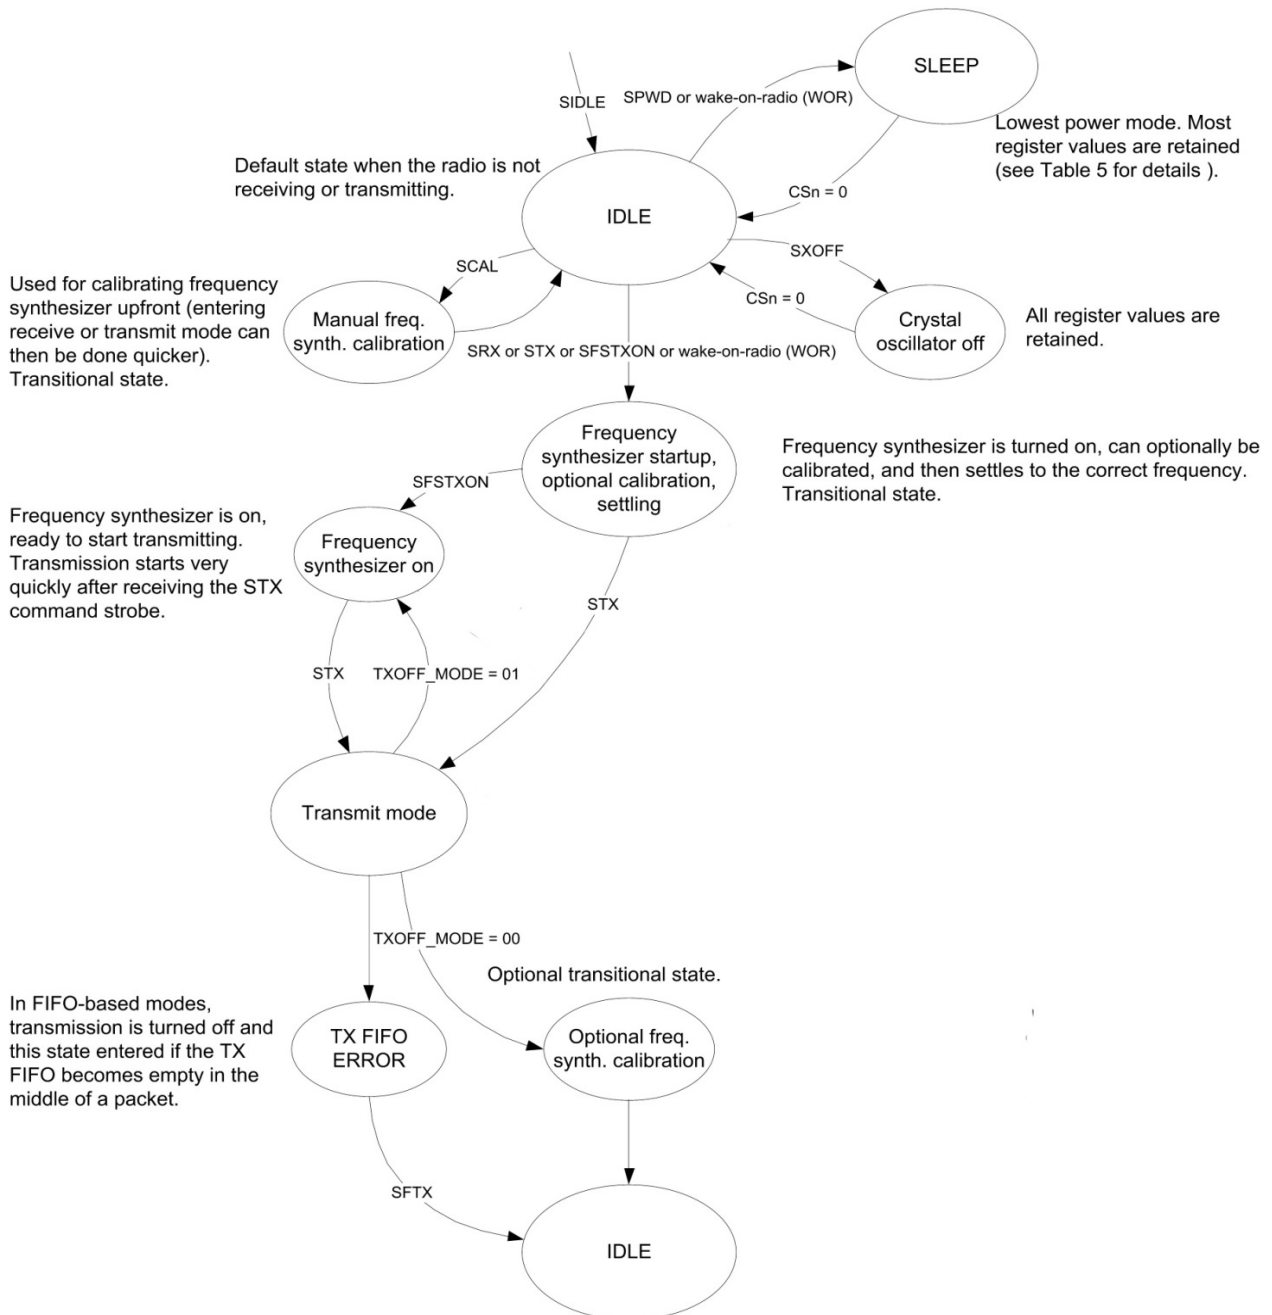 SLEEP
SIDLE
SPWD or wake-on-radio (WOR)
Lowest power mode. Most
register values are retained
(see Table 5 for details ).
Default state when the radio is not
receiving or transmitting.
CSn = 0
IDLE
SCAL
SXOFF
Used for calibrating frequency
synthesizer upfront (entering
receive or transmit mode can
then be done quicker).
Transitional state.
Manual freq.
synth. calibration
CSn = 0
Crystal
oscillator off
All register values are
retained.
SRX or STX or SFSTXON or wake-on-radio (WOR)
Frequency
synthesizer startup,
optional calibration,
settling
Frequency synthesizer is turned on, can optionally be
calibrated, and then settles to the correct frequency.
Transitional state.
SFSTXON
Frequency synthesizer is on,
ready to start transmitting.
Transmission starts very
quickly after receiving the STX
command strobe.
Frequency
synthesizer on
STX
STX
TXOFF_MODE = 01
Transmit mode
TXOFF_MODE = 00
Optional transitional state.
In FIFO-based modes,
transmission is turned off and
this state entered if the TX
FIFO becomes empty in the
middle of a packet.
TX FIFO
ERROR
Optional freq.
synth. calibration
SFTX
IDLE